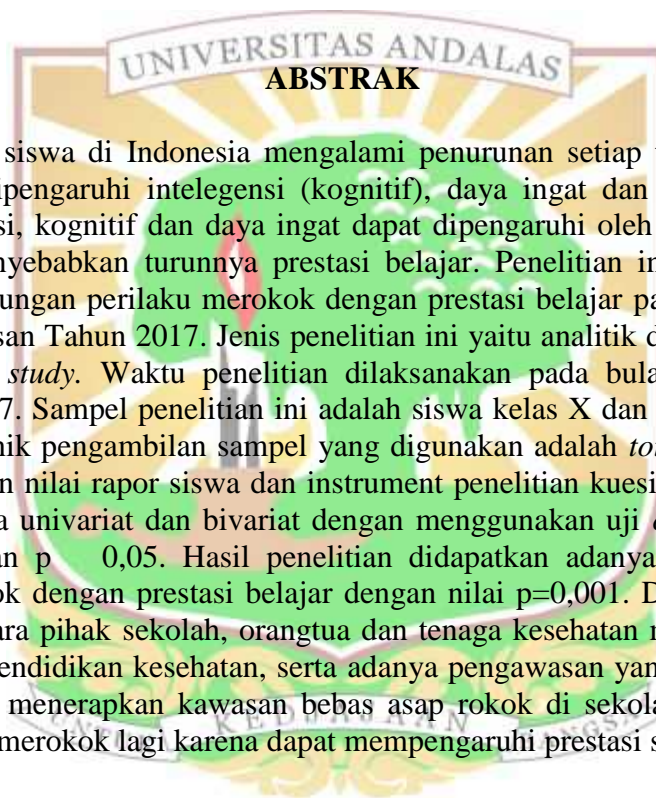 UNIVERSITAS ANDALAS
ABSTRAK
siswa di Indonesia mengalami penurunan setiap
ipengaruhi intelegensi (kognitif), daya ingat dan
si, kognitif dan daya ingat dapat dipengaruhi oleh
nyebabkan turunnya prestasi belajar. Penelitian in
ungan perilaku merokok dengan prestasi belajar pa
san Tahun 2017. Jenis penelitian ini yaitu analitik d
study. Waktu penelitian dilaksanakan pada bula
7. Sampel penelitian ini adalah siswa kelas X dan
nik pengambilan sampel yang digunakan adalah to
n nilai rapor siswa dan instrument penelitian kuesi
a univariat dan bivariat dengan menggunakan uji
an p 0,05. Hasil penelitian didapatkan adanya
ok dengan prestasi belajar dengan nilai p=0,001. D
ara pihak sekolah, orangtua dan tenaga kesehatan
endidikan kesehatan, serta adanya pengawasan yan
menerapkan kawasan bebas asap rokok di sekola
merokok lagi karena dapat mempengaruhi prestasi s
UNTUK KEDJAJAAN BANGSA